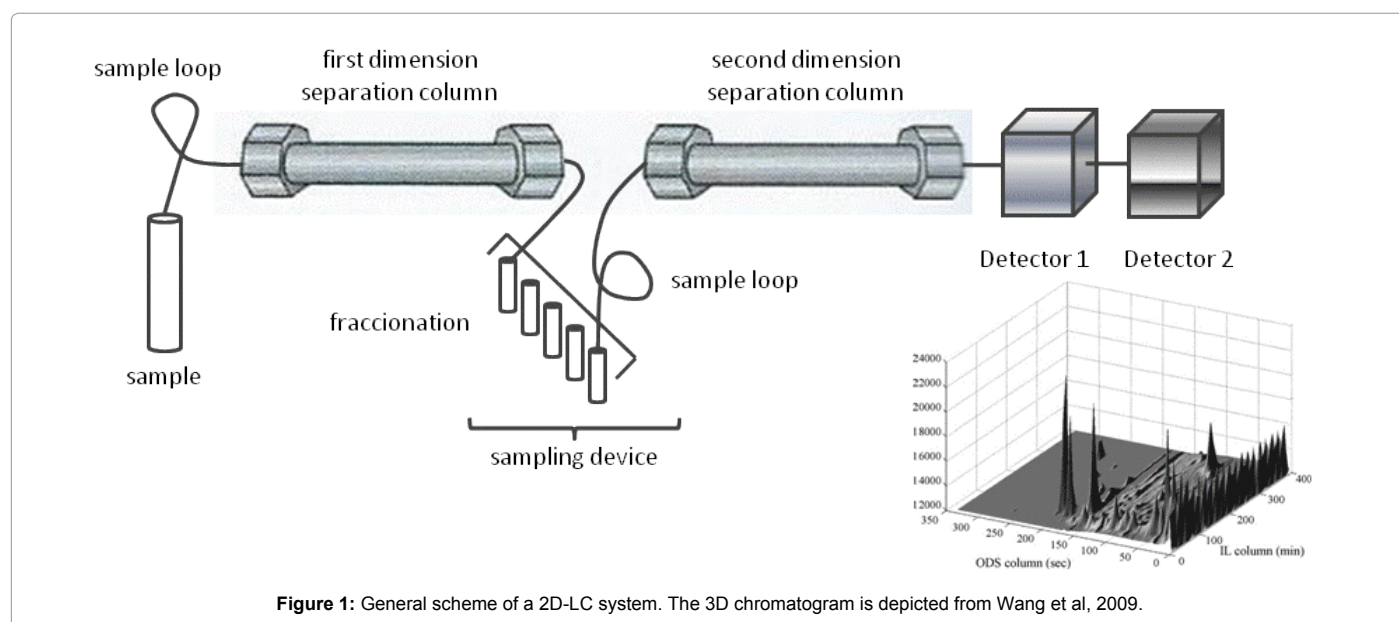 sample loop
first dimension
separation column
second dimension
separation column
sample
fraccionation
sample loop
sampling device
Detector 1
Detector 2
24000
22000
20000
18000
16000
14000
12000
350
300
250
200
150
100
50
0
ODS column (sec)
0
100
200
300
400
IL column (min)
Figure 1: General scheme of a 2D-LC system. The 3D chromatogram is depicted from Wang et al, 2009.